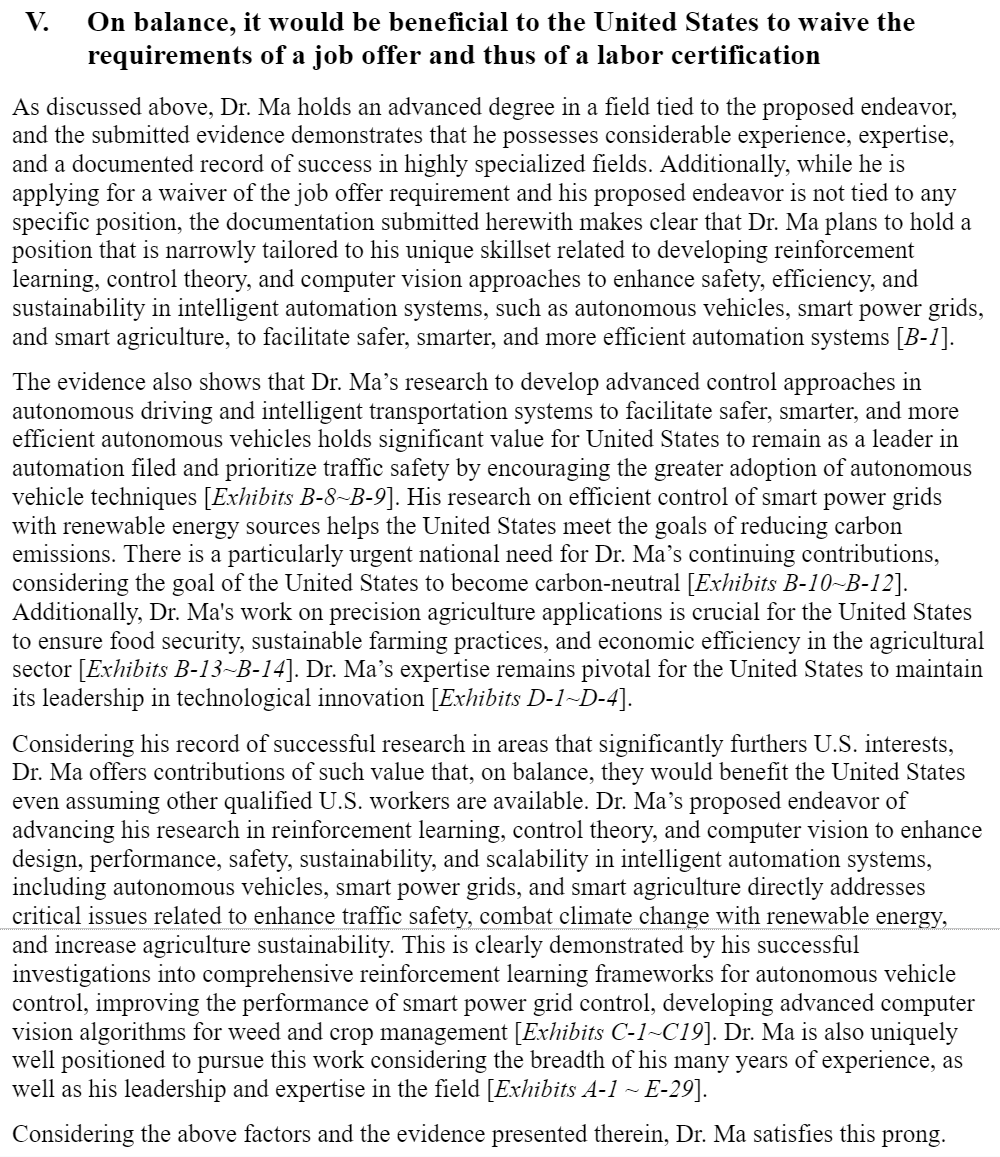 V. On balance, it would be beneficial to the United States to waive the
requirements of a job offer and thus of a labor certification
As discussed above, Dr. Ma holds an advanced degree in a field tied to the proposed endeavor,
and the submitted evidence demonstrates that he possesses considerable experience, expertise,
and a documented record of success in highly specialized fields. Additionally, while he is
applying for a waiver of the job offer requirement and his proposed endeavor is not tied to any
specific position, the documentation submitted herewith makes clear that Dr. Ma plans to hold a
position that is narrowly tailored to his unique skillset related to developing reinforcement
learning, control theory, and computer vision approaches to enhance safety, efficiency, and
sustainability in intelligent automation systems, such as autonomous vehicles, smart power grids,
and smart agriculture, to facilitate safer, smarter, and more efficient automation systems [B-1].
The evidence also shows that Dr. Ma’s research to develop advanced control approaches in
autonomous driving and intelligent transportation systems to facilitate safer, smarter, and more
efficient autonomous vehicles holds significant value for United States to remain as a leader in
automation filed and prioritize traffic safety by encouraging the greater adoption of autonomous
vehicle techniques [Exhibits B-8~B-9]. His research on efficient control of smart power grids
with renewable energy sources helps the United States meet the goals of reducing carbon
emissions. There is a particularly urgent national need for Dr. Ma’s continuing contributions,
considering the goal of the United States to become carbon-neutral [Exhibits B-10~B-12].
Additionally, Dr. Ma's work on precision agriculture applications is crucial for the United States
to ensure food security, sustainable farming practices, and economic efficiency in the agricultural
sector [Exhibits B-13~B-14]. Dr. Ma’s expertise remains pivotal for the United States to maintain
its leadership in technological innovation [Exhibits D-1~D-4].
Considering his record of successful research in areas that significantly furthers U.S. interests,
Dr. Ma offers contributions of such value that, on balance, they would benefit the United States
even assuming other qualified U.S. workers are available. Dr. Ma’s proposed endeavor of
advancing his research in reinforcement learning, control theory, and computer vision to enhance
design, performance, safety, sustainability, and scalability in intelligent automation systems,
including autonomous vehicles, smart power grids, and smart agriculture directly addresses
critical issues related to enhance traffic safety, combat climate change with renewable energy,
and increase agriculture sustainability. This is clearly demonstrated by his successful
investigations into comprehensive reinforcement learning frameworks for autonomous vehicle
control, improving the performance of smart power grid control, developing advanced computer
vision algorithms for weed and crop management [Exhibits C-1~C19]. Dr. Ma is also uniquely
well positioned to pursue this work considering the breadth of his many years of experience, as
well as his leadership and expertise in the field [Exhibits A-1 ~ E-29].
Considering the above factors and the evidence presented therein, Dr. Ma satisfies this prong.